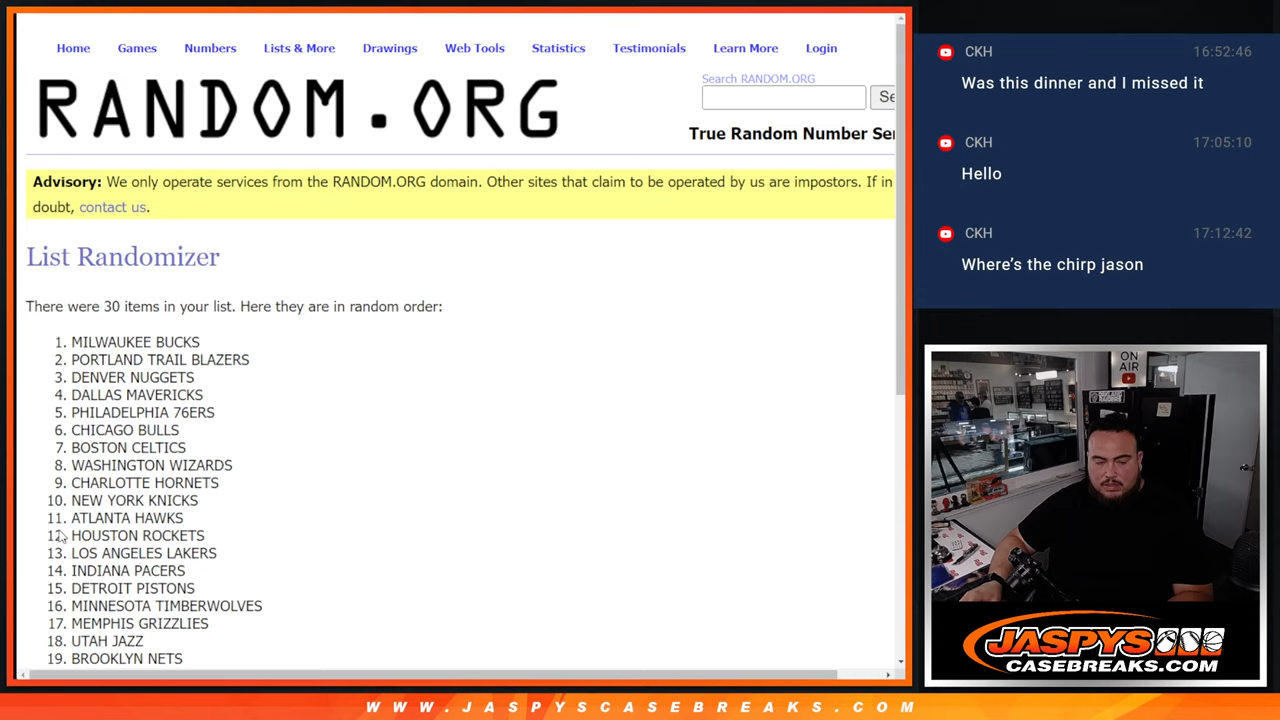 Home Games Numbers Lists & More Drawings Web Tools Statistics Testimonials Learn More Login
RANDOM.ORG
Search RANDOM.ORG
Se
True Random Number Ser
Advisory: We only operate services from the RANDOM.ORG domain. Other sites that claim to be operated by us are impostors. If in
doubt, contact us.
List Randomizer
There were 30 items in your list. Here they are in random order:
1. MILWAUKEE BUCKS
2. PORTLAND TRAIL BLAZERS
3. DENVER NUGGETS
4. DALLAS MAVERICKS
5. PHILADELPHIA 76ERS
6. CHICAGO BULLS
7. BOSTON CELTICS
8. WASHINGTON WIZARDS
9. CHARLOTTE HORNETS
10. NEW YORK KNICKS
11. ATLANTA HAWKS
12. HOUSTON ROCKETS
13. LOS ANGELES LAKERS
14. INDIANA PACERS
15. DETROIT PISTONS
16. MINNESOTA TIMBERWOLVES
17. MEMPHIS GRIZZLIES
18. UTAH JAZZ
19. BROOKLYN NETS
CKH 16:52:46
Was this dinner and I missed it
CKH 17:05:10
Hello
CKH 17:12:42
Where’s the chirp jason
ON
AIR
JASPYS
CASEBREAKS.COM
WWW.JASPYSCASEBREAKS.COM